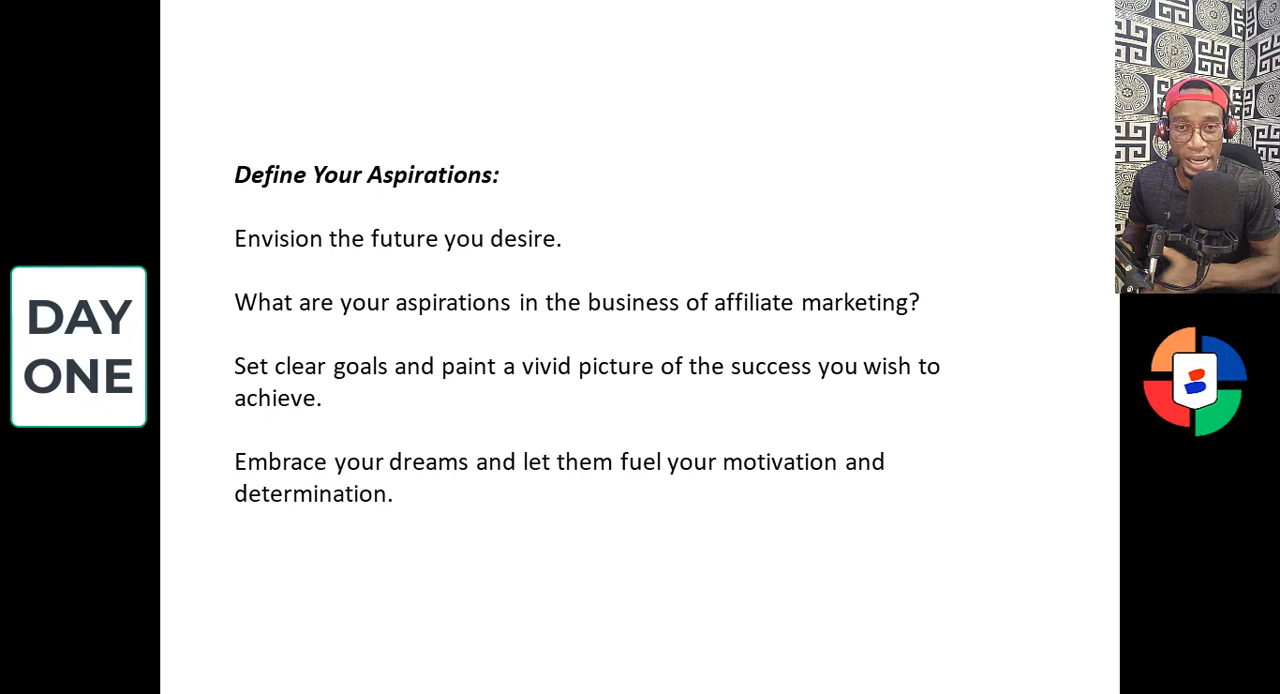 DAY
ONE
Define Your Aspirations:
Envision the future you desire.
What are your aspirations in the business of affiliate marketing?
Set clear goals and paint a vivid picture of the success you wish to
achieve.
Embrace your dreams and let them fuel your motivation and
determination.